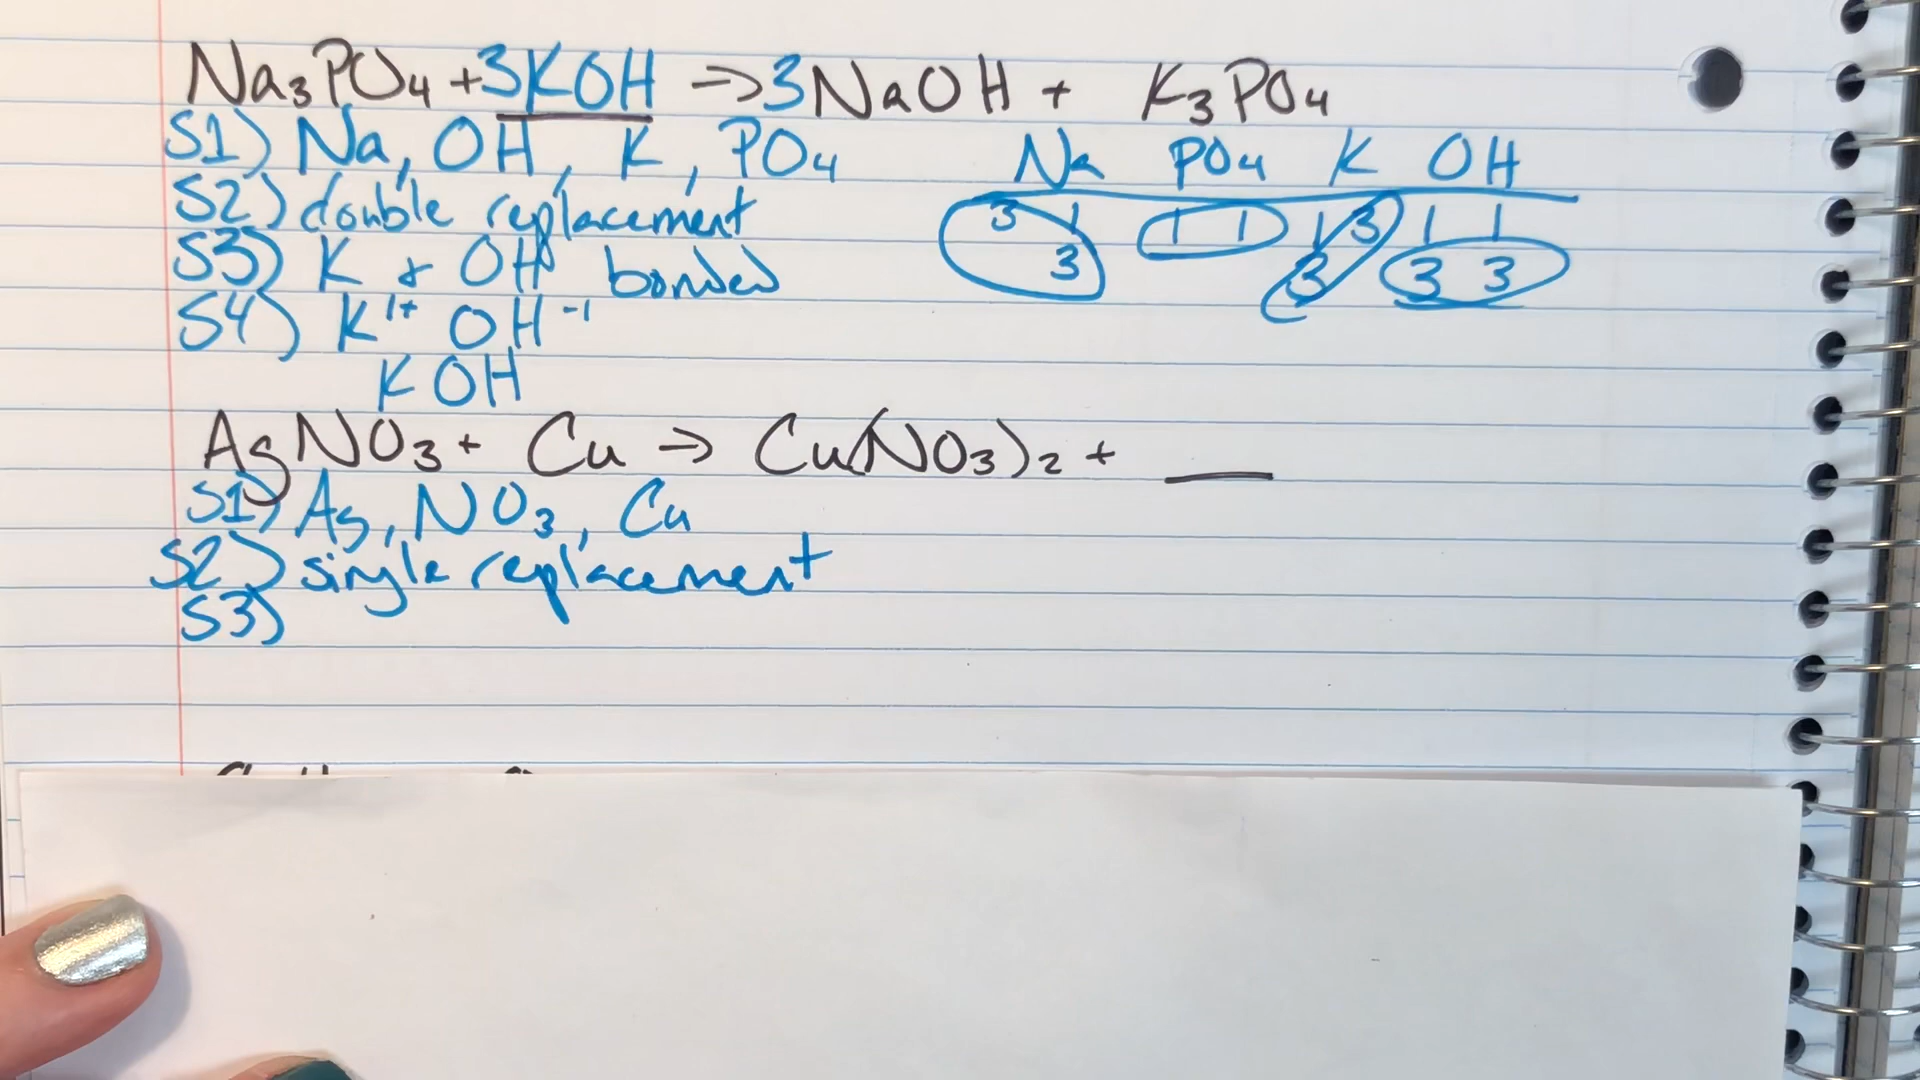 Na₃PO₄ + 3KOH → 3NaOH + K₃PO₄
S1) Na, OH, K, PO₄
Na PO₄ K OH
S2) double replacement
3 1 1 1 1 3 1 1
S3) K & OH bonded
3 3 3 3
S4) K¹⁺ OH⁻¹
KOH
AgNO₃ + Cu → Cu(NO₃)₂ + ___
S1) Ag, NO₃, Cu
S2) single replacement
S3)